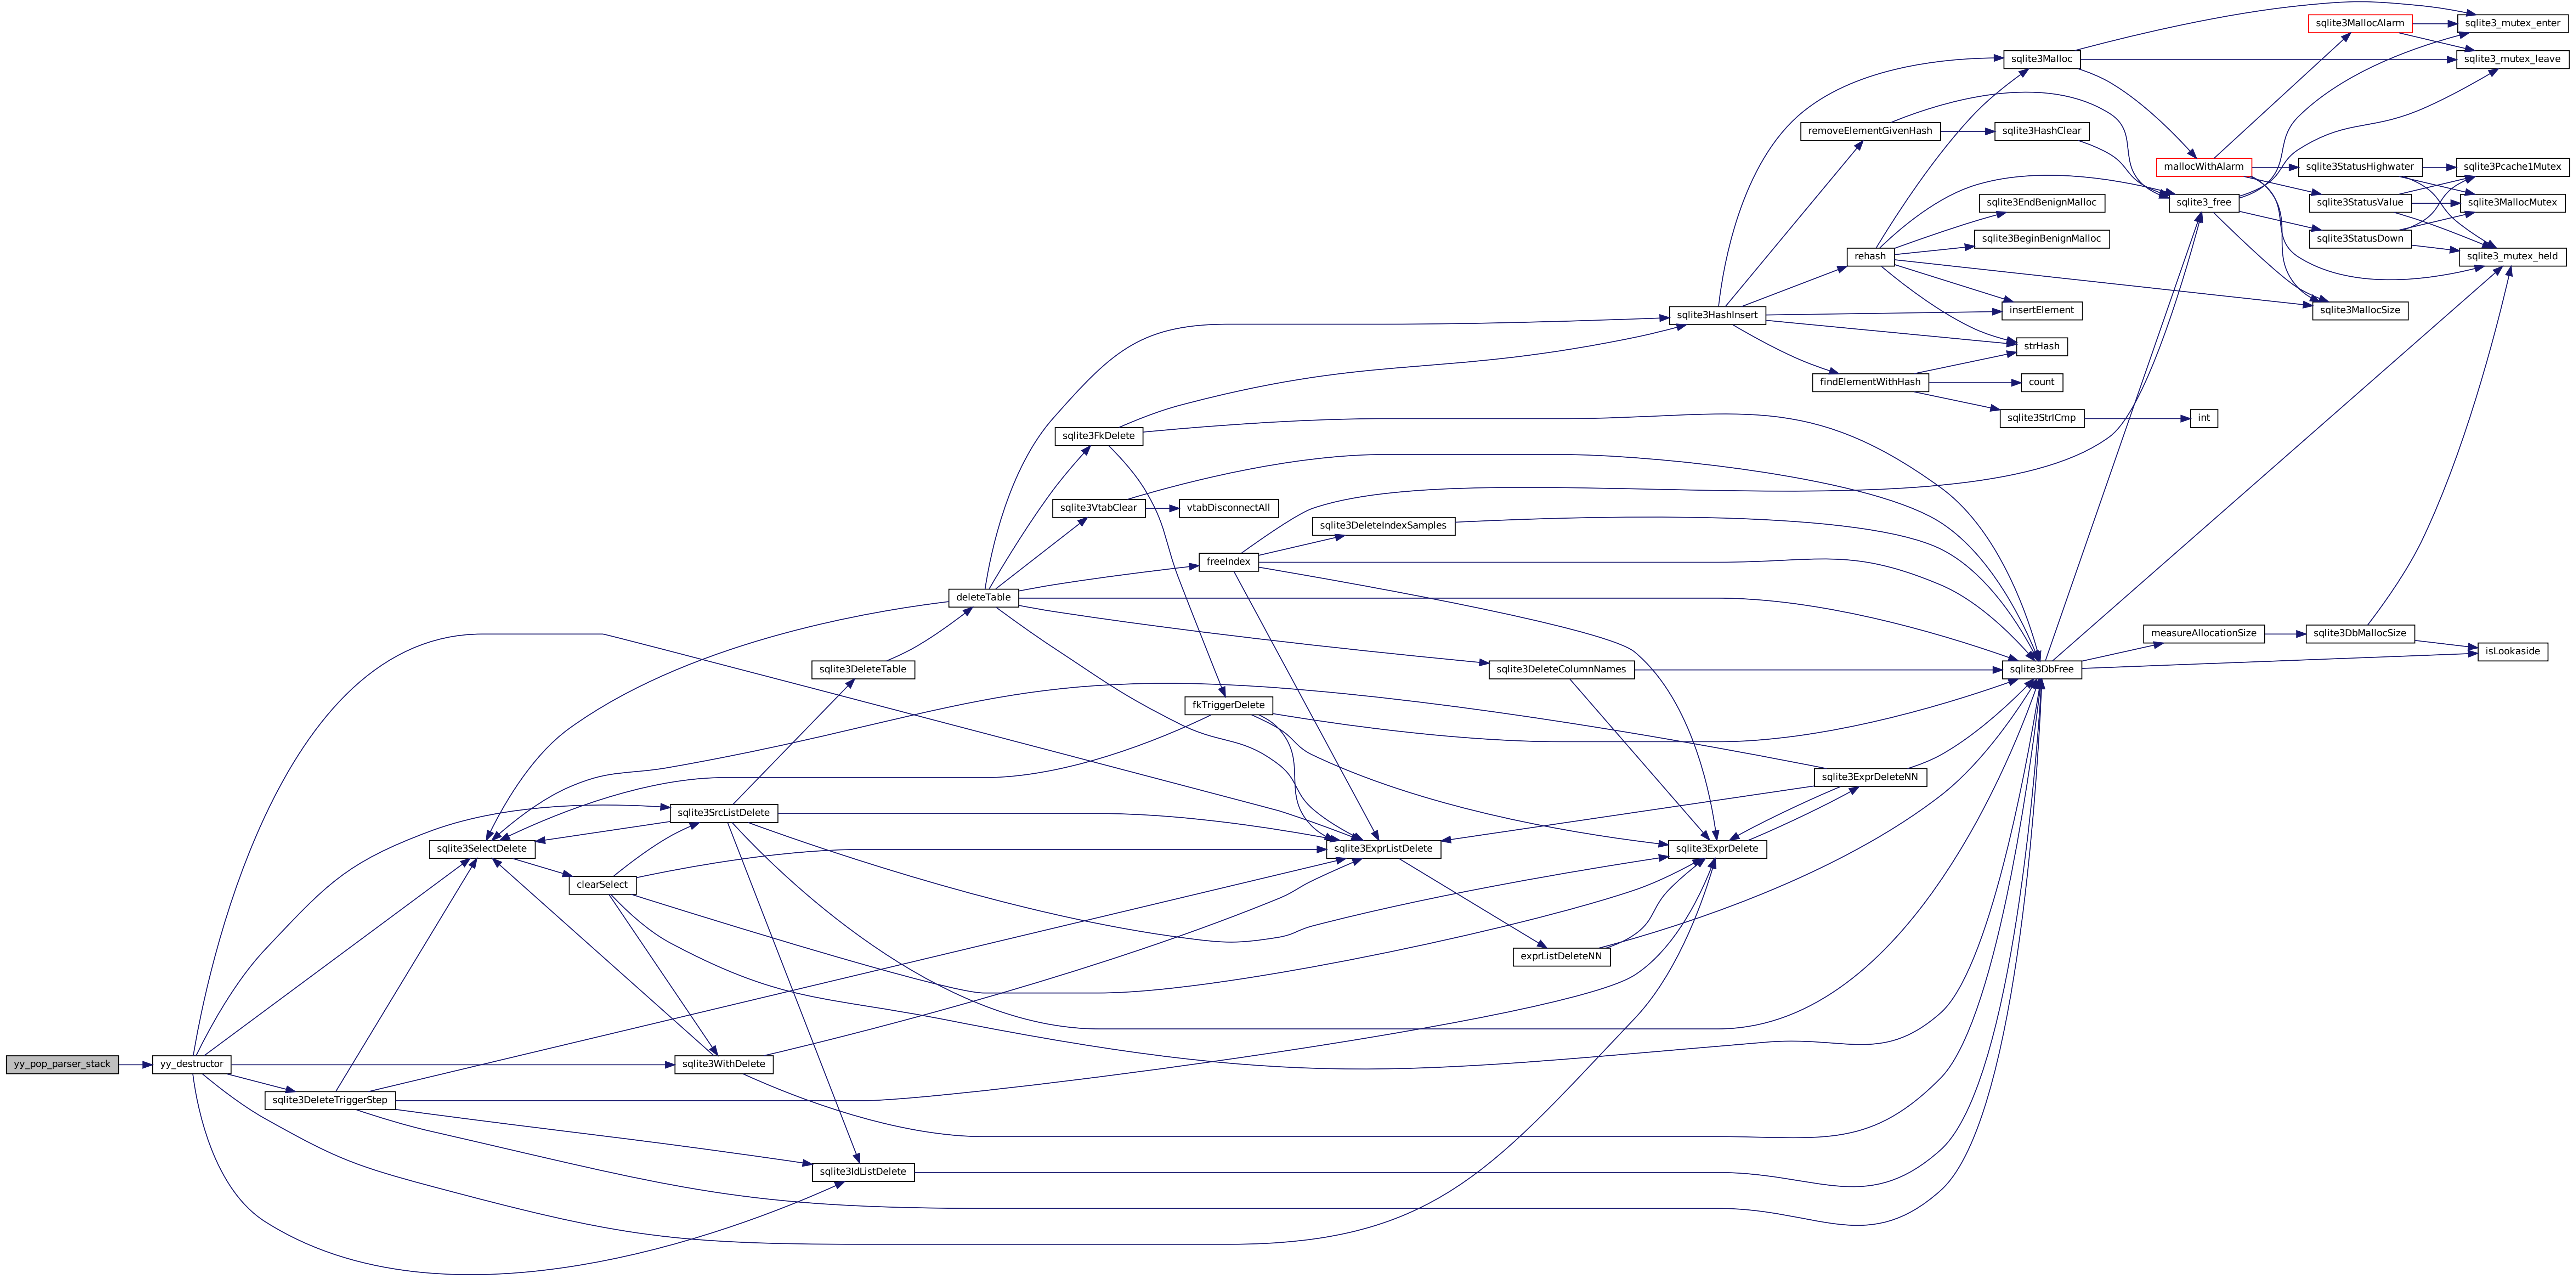 sqlite3MallocAlarm
sqlite3_mutex_enter
sqlite3Malloc
sqlite3_mutex_leave
removeElementGivenHash
sqlite3HashClear
mallocWithAlarm
sqlite3StatusHighwater
sqlite3Pcache1Mutex
sqlite3EndBenignMalloc
sqlite3_free
sqlite3StatusValue
sqlite3MallocMutex
sqlite3BeginBenignMalloc
sqlite3StatusDown
rehash
sqlite3_mutex_held
sqlite3HashInsert
insertElement
sqlite3MallocSize
strHash
findElementWithHash
count
sqlite3StrICmp
int
sqlite3FkDelete
sqlite3VtabClear
vtabDisconnectAll
sqlite3DeleteIndexSamples
freeIndex
deleteTable
measureAllocationSize
sqlite3DbMallocSize
isLookaside
sqlite3DeleteTable
sqlite3DeleteColumnNames
sqlite3DbFree
fkTriggerDelete
sqlite3ExprDeleteNN
sqlite3SrcListDelete
sqlite3SelectDelete
sqlite3ExprListDelete
sqlite3ExprDelete
clearSelect
exprListDeleteNN
yy_pop_parser_stack
yy_destructor
sqlite3WithDelete
sqlite3DeleteTriggerStep
sqlite3IdListDelete